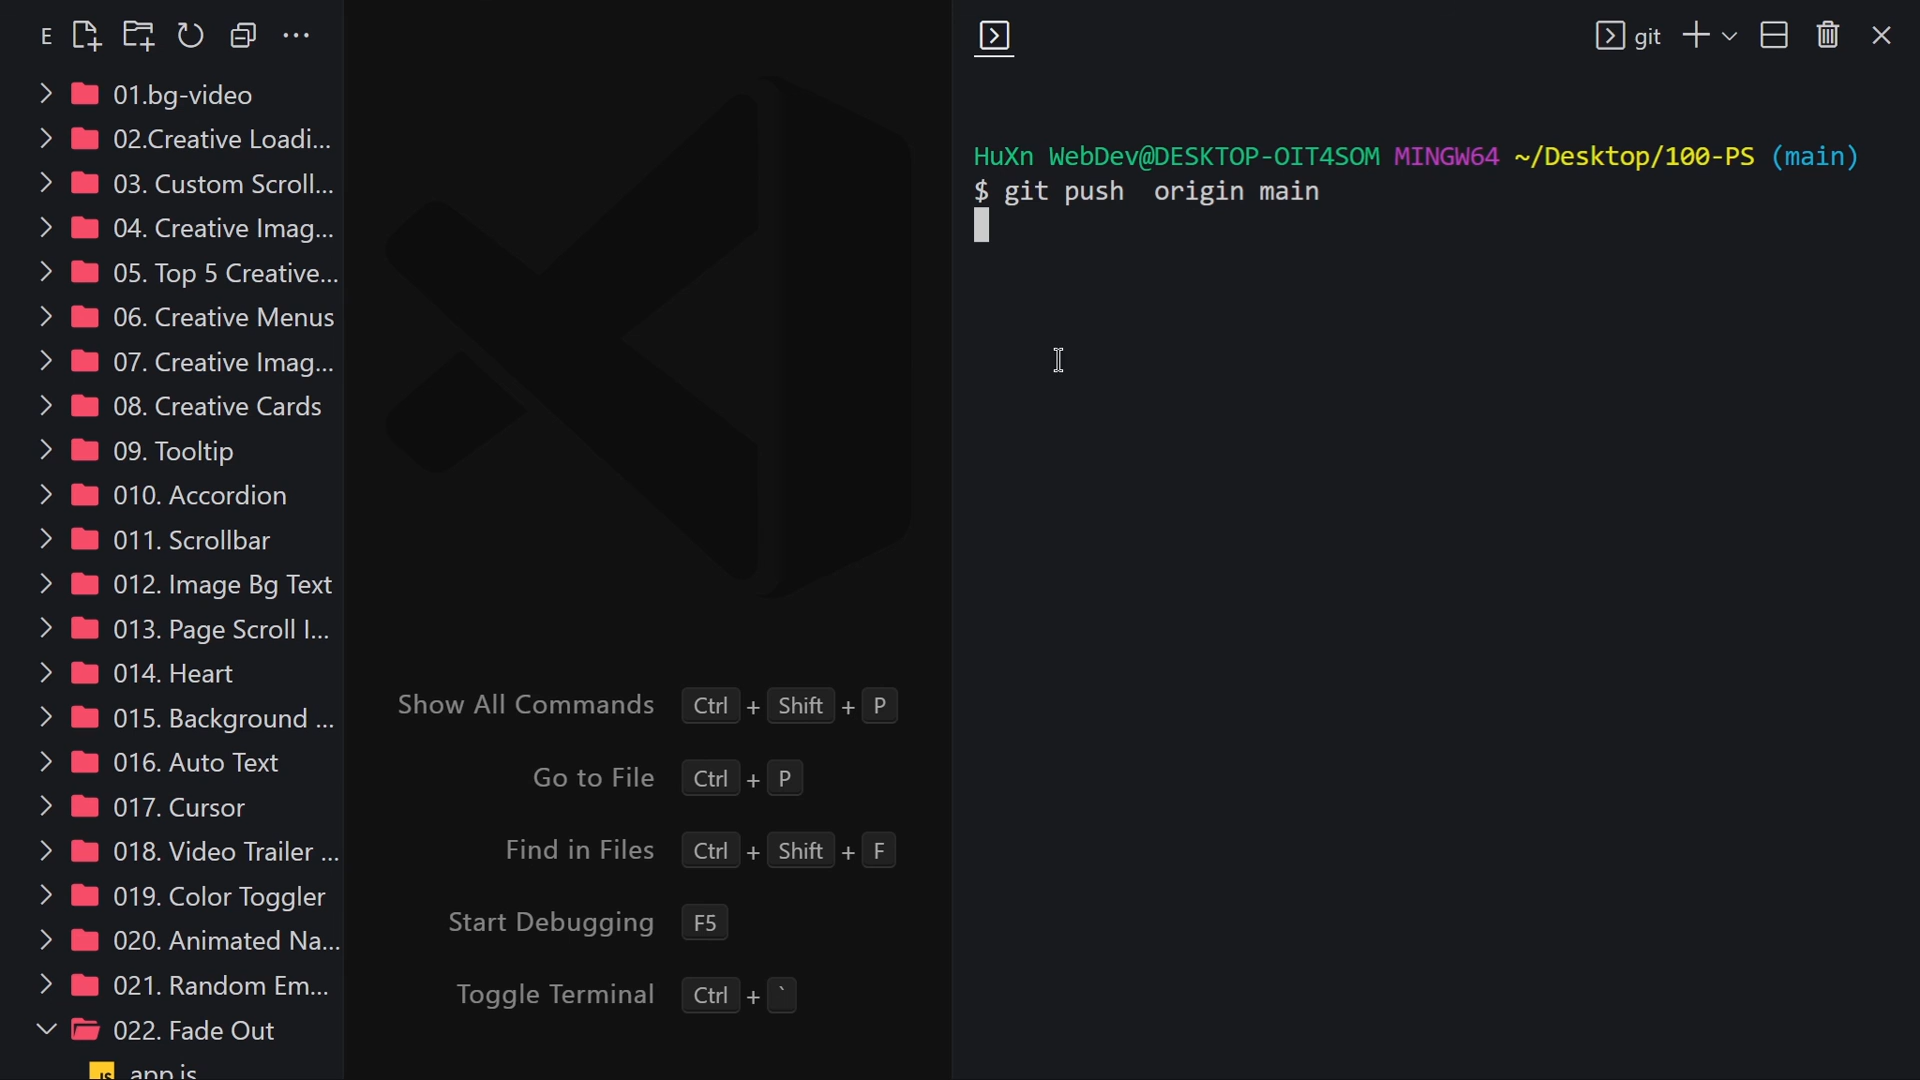 E
01.bg-video
02.Creative Loadi...
03. Custom Scroll...
04. Creative Imag...
05. Top 5 Creative...
06. Creative Menus
07. Creative Imag...
08. Creative Cards
09. Tooltip
010. Accordion
011. Scrollbar
012. Image Bg Text
013. Page Scroll I...
014. Heart
015. Background ...
016. Auto Text
017. Cursor
018. Video Trailer ...
019. Color Toggler
020. Animated Na...
021. Random Em...
022. Fade Out
JS app.js
Show All Commands Ctrl + Shift + P
Go to File Ctrl + P
Find in Files Ctrl + Shift + F
Start Debugging F5
Toggle Terminal Ctrl + `
git
HuXn WebDev@DESKTOP-OIT4SOM MINGW64 ~/Desktop/100-PS (main)
$ git push  origin main